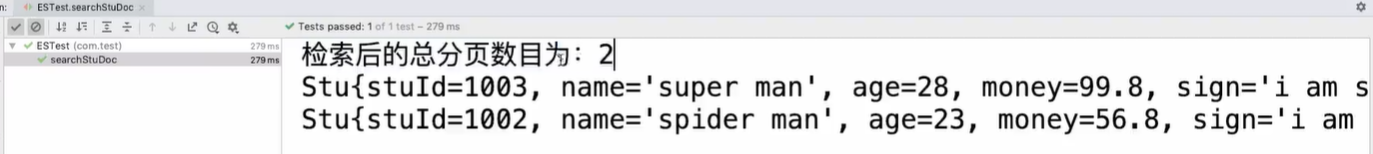 n: ESTest.searchStuDoc
Tests passed: 1 of 1 test – 279 ms
ESTest (com.test) 279 ms
searchStuDoc 279 ms
检索后的总分页数目为：2
Stu{stuId=1003, name='super man', age=28, money=99.8, sign='i am s
Stu{stuId=1002, name='spider man', age=23, money=56.8, sign='i am